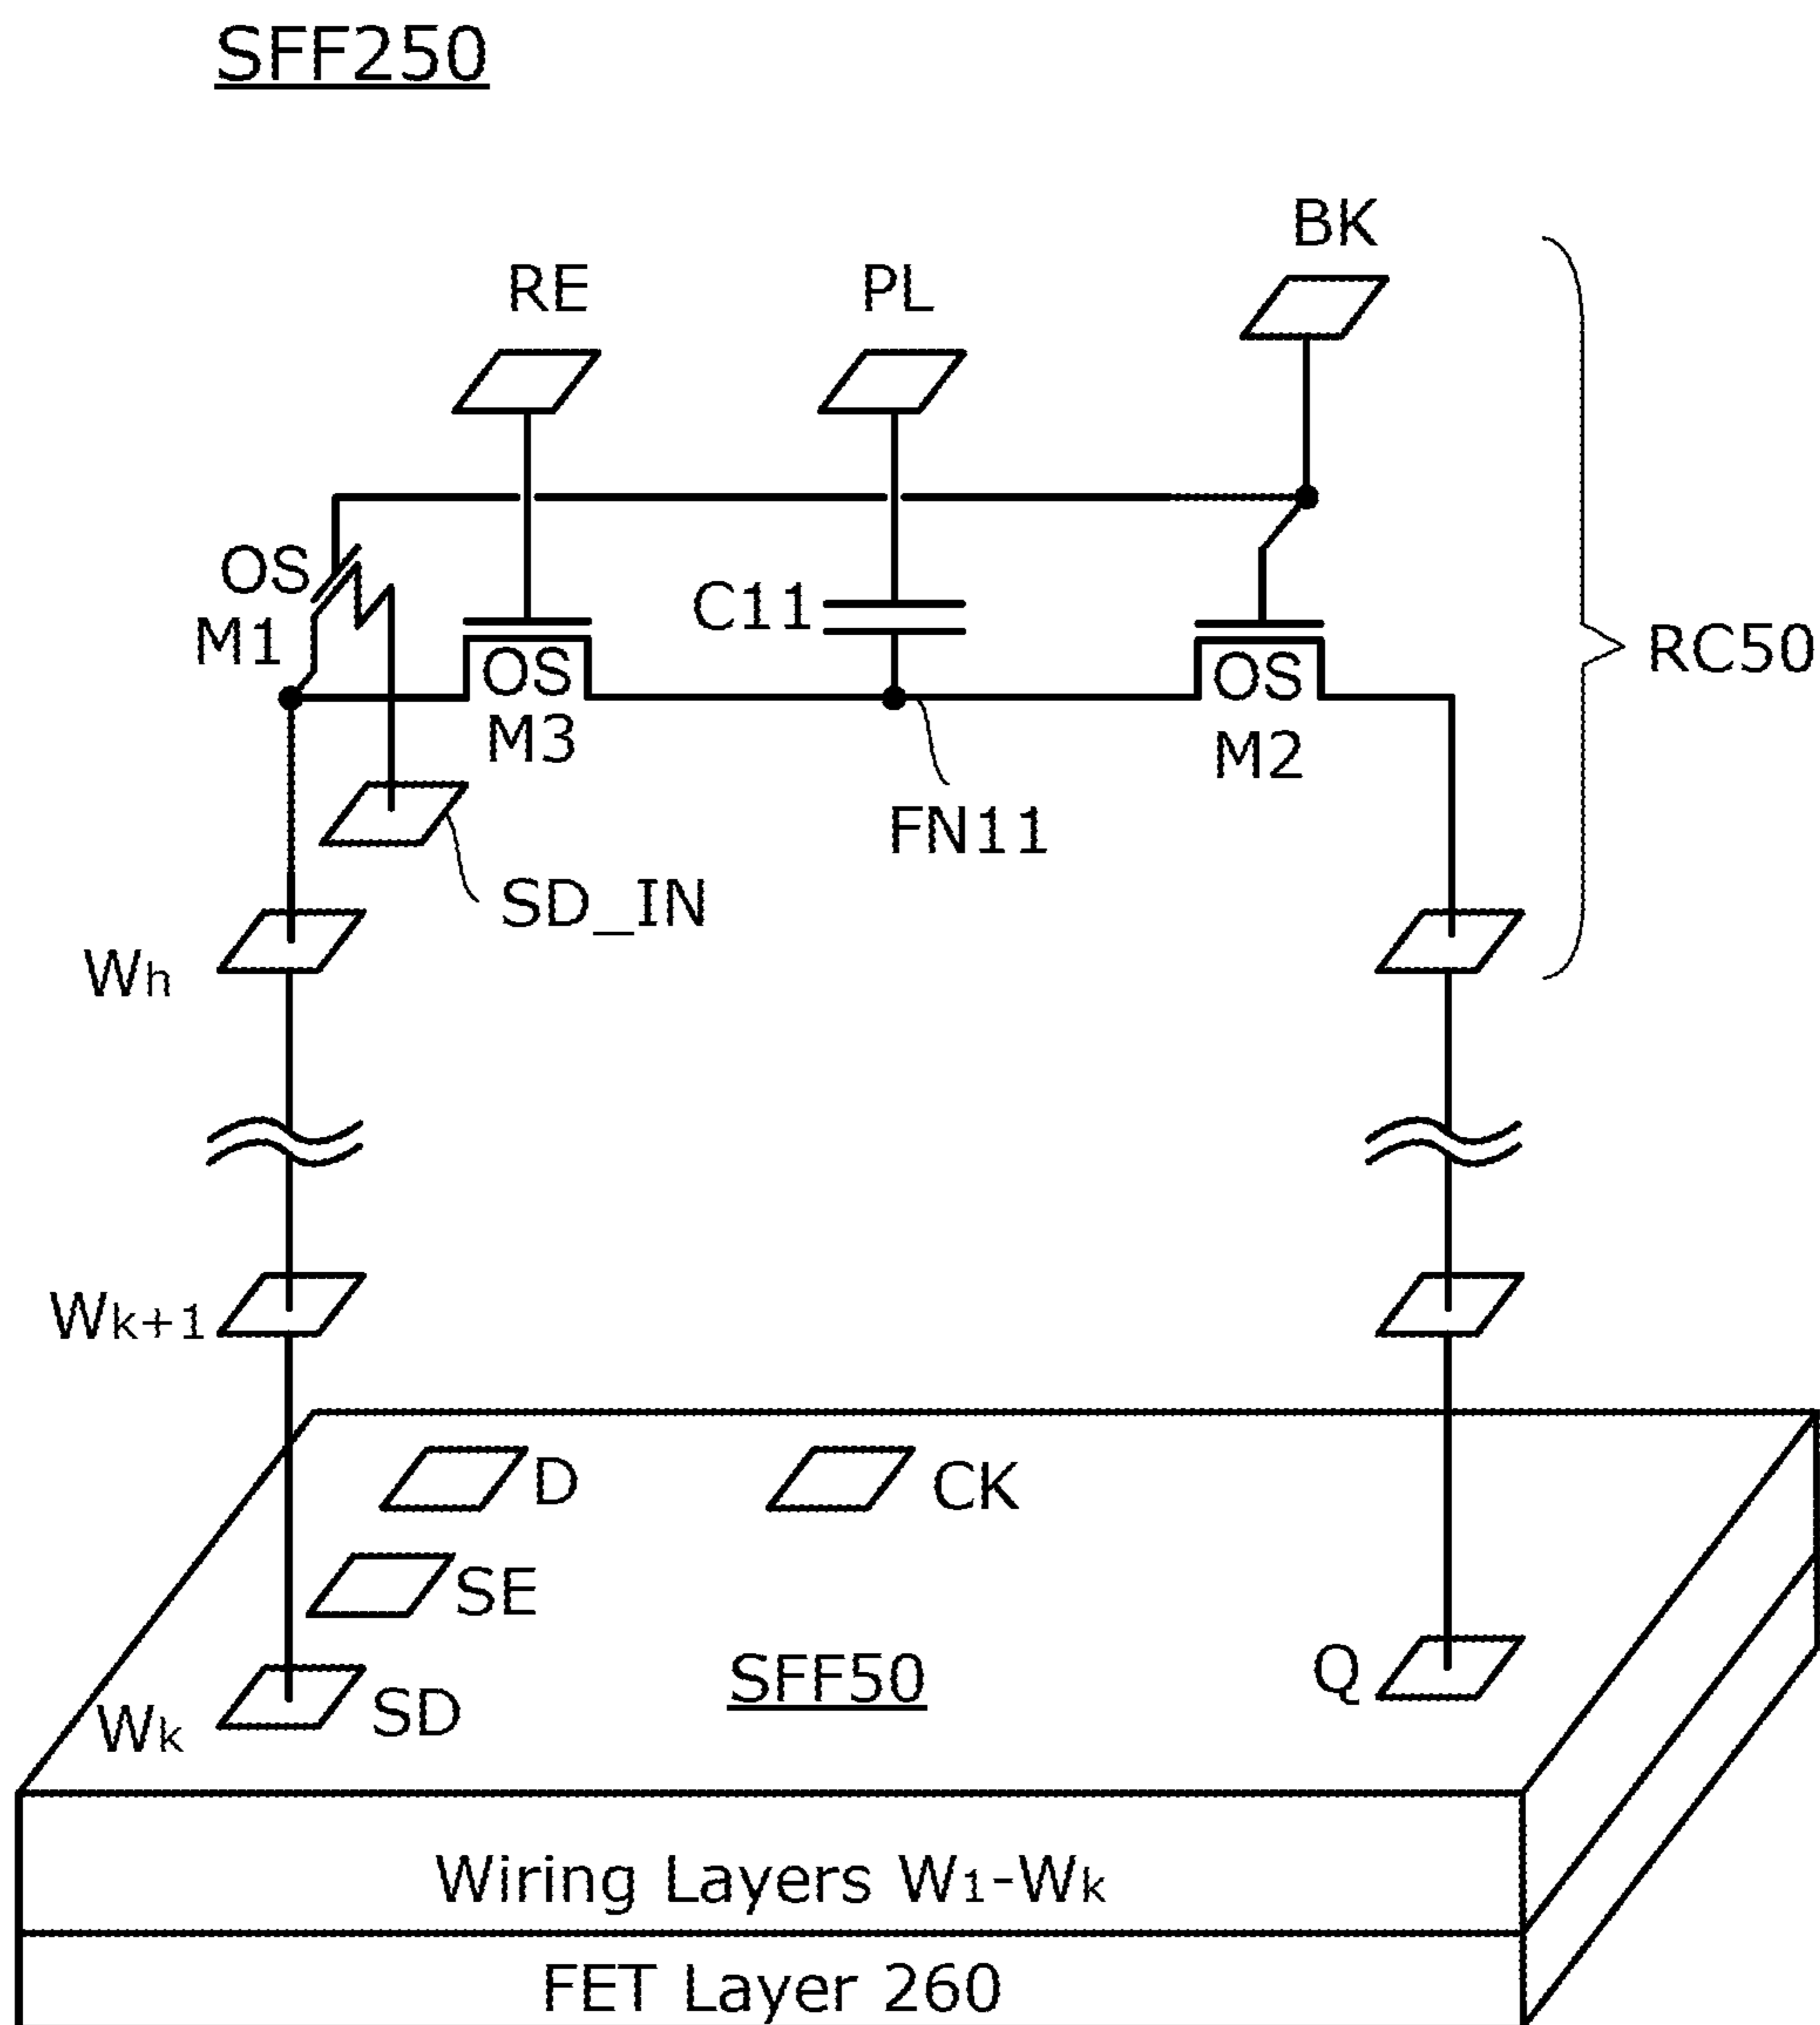 SFF250
BK
RE
PL
OS
M1
C11
OS
M3
OS
M2
RC50
FN11
SD_IN
Wh
Wk+1
D
CK
SE
SFF50
Q
SD
Wk
Wiring Layers W1-Wk
FET Layer 260